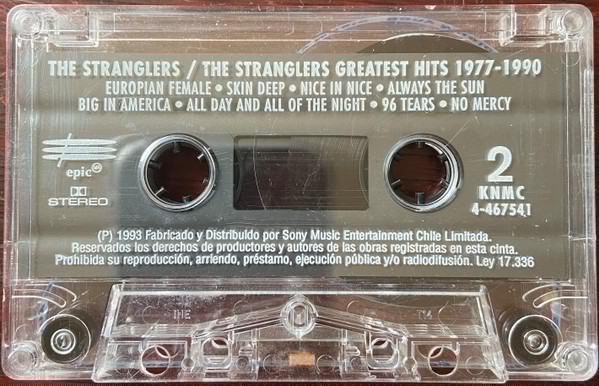 THE STRANGLERS / THE STRANGLERS GREATEST HITS 1977-1990
EUROPIAN FEMALE • SKIN DEEP • NICE IN NICE • ALWAYS THE SUN
BIG IN AMERICA • ALL DAY AND ALL OF THE NIGHT • 96 TEARS • NO MERCY
epic
STEREO
2
KNMC
4-467541
(P) 1993 Fabricado y Distribuido por Sony Music Entertainment Chile Limitada.
Reservados los derechos de productores y autores de las obras registradas en esta cinta.
Prohibida su reproducción, arriendo, préstamo, ejecución pública y/o radiodifusión. Ley 17.336